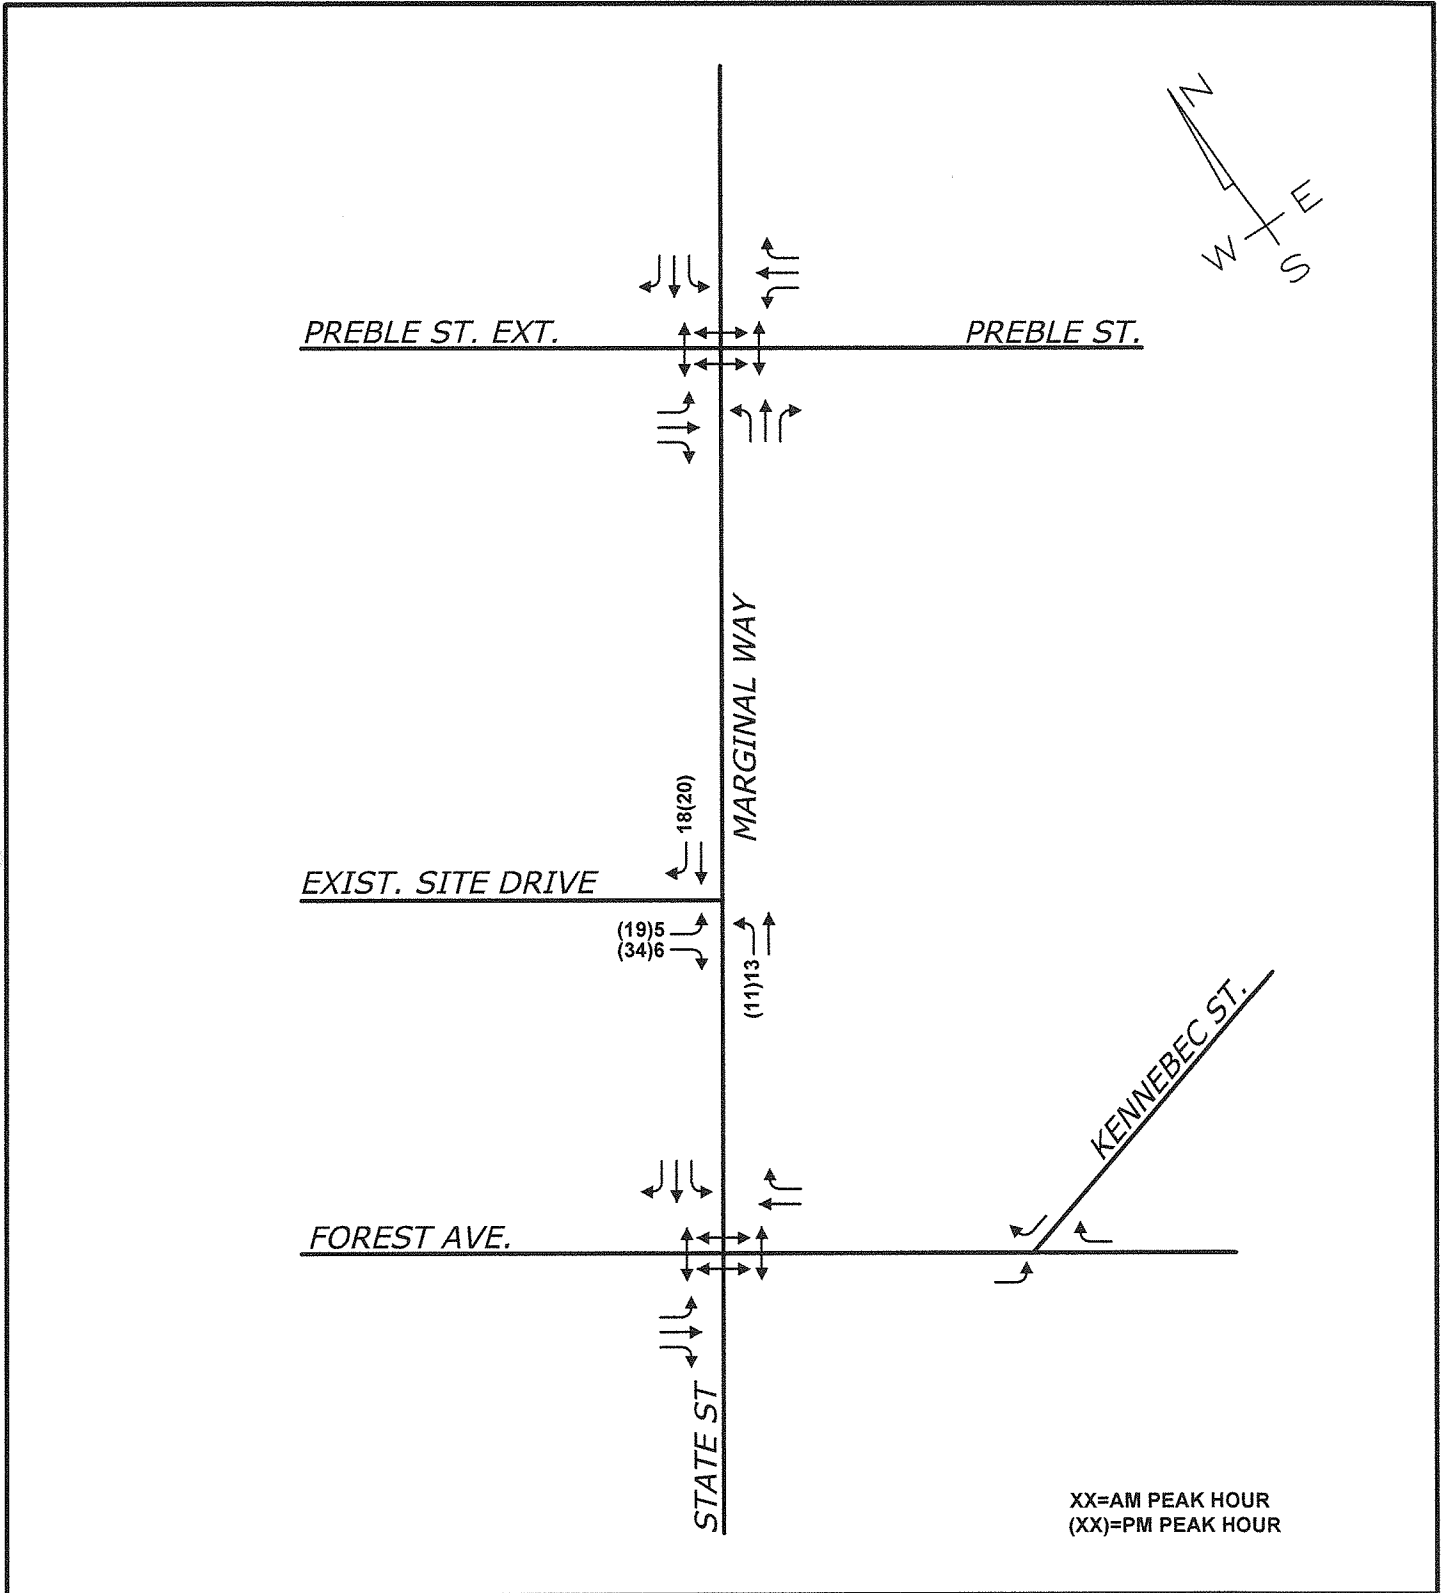 N
E
W
S
PREBLE ST. EXT.
PREBLE ST.
MARGINAL WAY
18(20)
EXIST. SITE DRIVE
(19)5
(34)6
(11)13
KENNEBEC ST.
FOREST AVE.
STATE ST
XX=AM PEAK HOUR
(XX)=PM PEAK HOUR